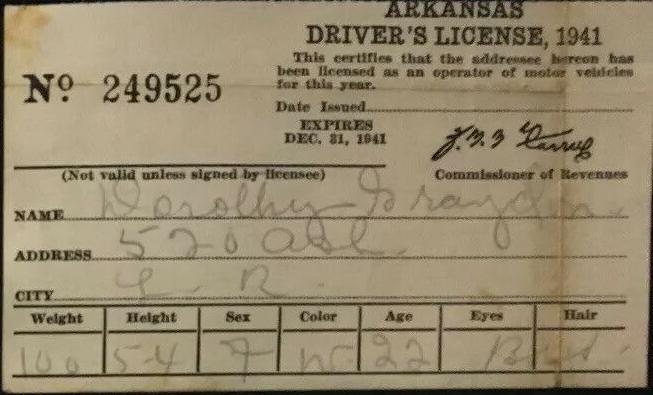 ARKANSAS
DRIVER'S LICENSE, 1941
This certifies that the addressee hereon has
been licensed as an operator of motor vehicles
for this year.
No 249525
Date Issued
EXPIRES
DEC. 31, 1941
(Not valid unless signed by licensee)
Commissioner of Revenues
NAME Dorothy Graydon
ADDRESS 520 Ash
CITY L. R.
Weight Height Sex Color Age Eyes Hair
100 5-4 F W 22